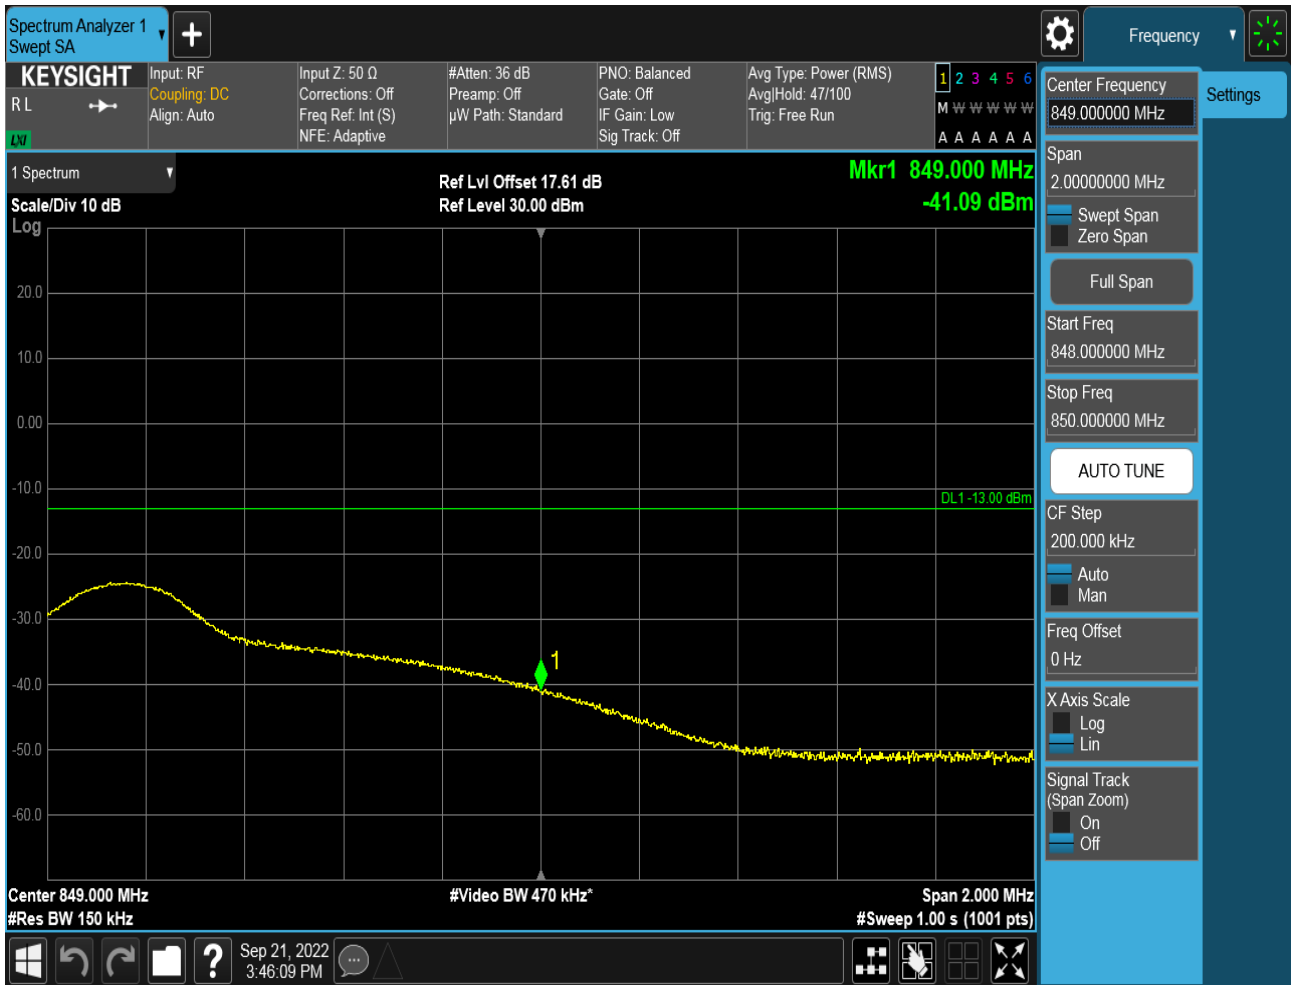 Spectrum Analyzer 1
Swept SA
+
Frequency
KEYSIGHT
R L
LXI
Input: RF
Coupling: DC
Align: Auto
Input Z: 50 Ω
Corrections: Off
Freq Ref: Int (S)
NFE: Adaptive
#Atten: 36 dB
Preamp: Off
µW Path: Standard
PNO: Balanced
Gate: Off
IF Gain: Low
Sig Track: Off
Avg Type: Power (RMS)
Avg|Hold: 47/100
Trig: Free Run
1 2 3 4 5 6
M W W W W W
A A A A A A
1 Spectrum
Scale/Div 10 dB
Log
Ref Lvl Offset 17.61 dB
Ref Level 30.00 dBm
Mkr1 849.000 MHz
-41.09 dBm
20.0
10.0
0.00
-10.0
-20.0
-30.0
-40.0
-50.0
-60.0
DL1 -13.00 dBm
1
Center 849.000 MHz
#Res BW 150 kHz
#Video BW 470 kHz*
Span 2.000 MHz
#Sweep 1.00 s (1001 pts)
Center Frequency
849.000000 MHz
Settings
Span
2.00000000 MHz
Swept Span
Zero Span
Full Span
Start Freq
848.000000 MHz
Stop Freq
850.000000 MHz
AUTO TUNE
CF Step
200.000 kHz
Auto
Man
Freq Offset
0 Hz
X Axis Scale
Log
Lin
Signal Track
(Span Zoom)
On
Off
?
Sep 21, 2022
3:46:09 PM